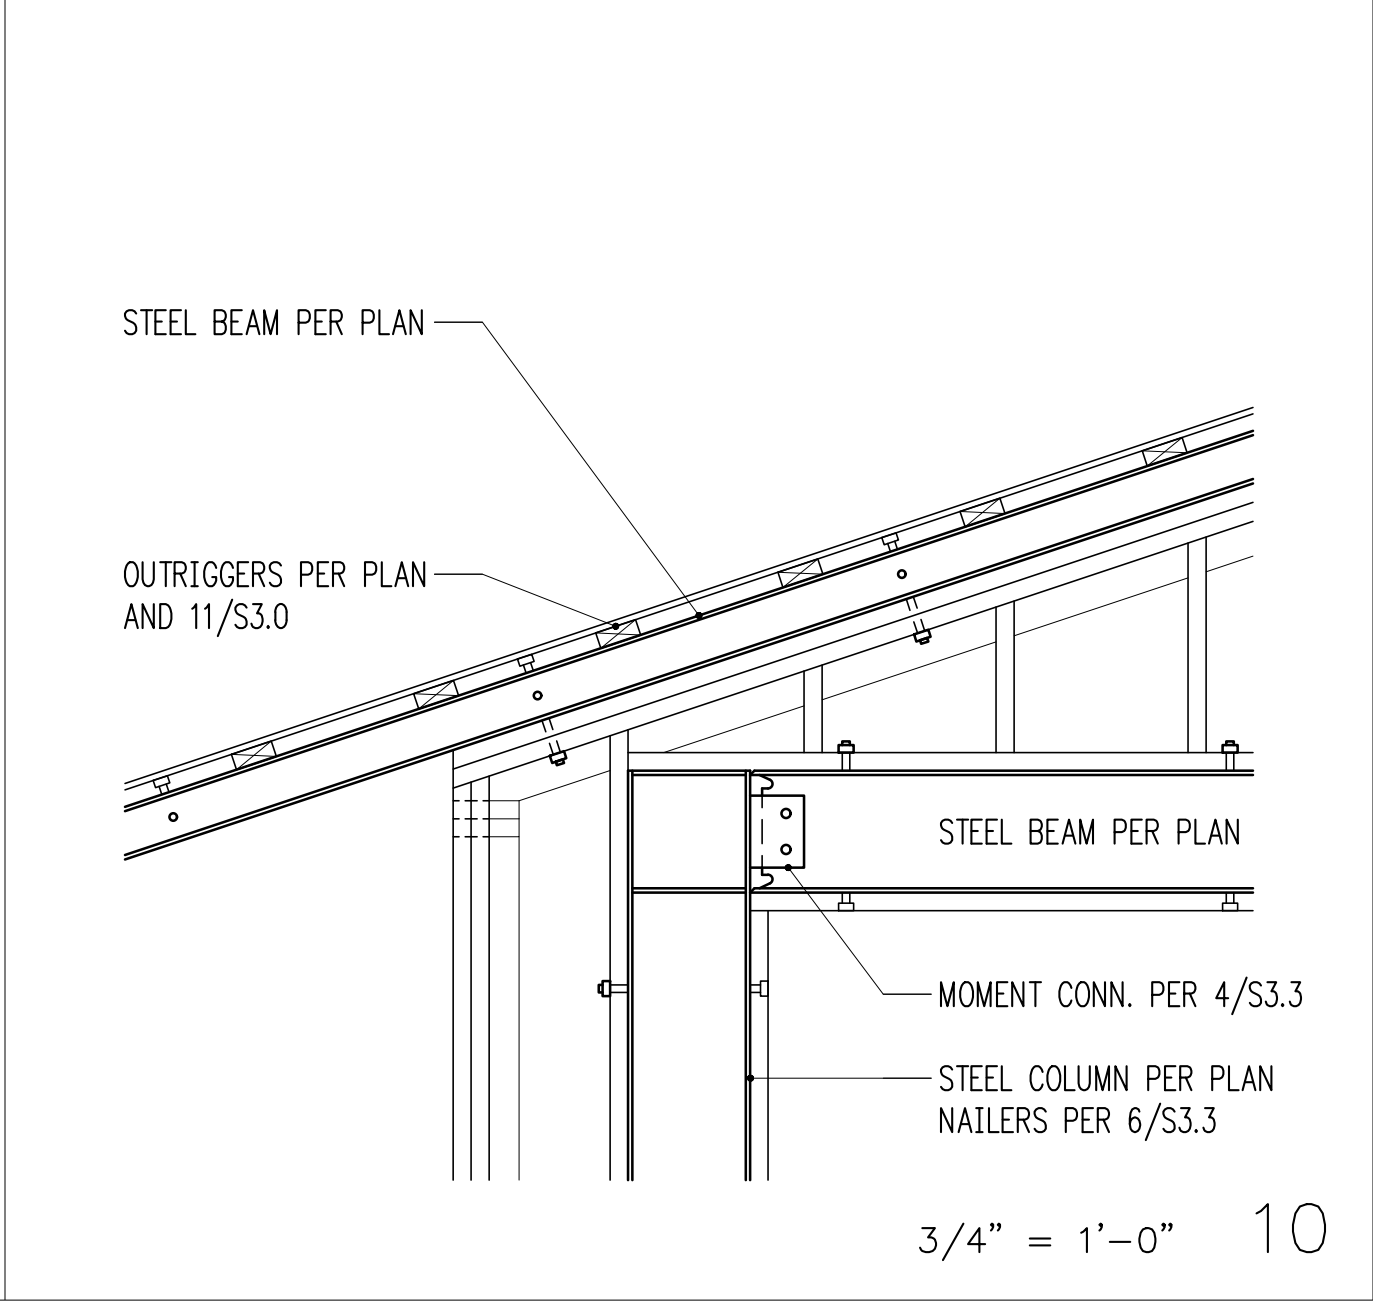 STEEL BEAM PER PLAN
OUTRIGGERS PER PLAN
AND 11/S3.0
STEEL BEAM PER PLAN
MOMENT CONN. PER 4/S3.3
STEEL COLUMN PER PLAN
NAILERS PER 6/S3.3
3/4" = 1'-0" 10